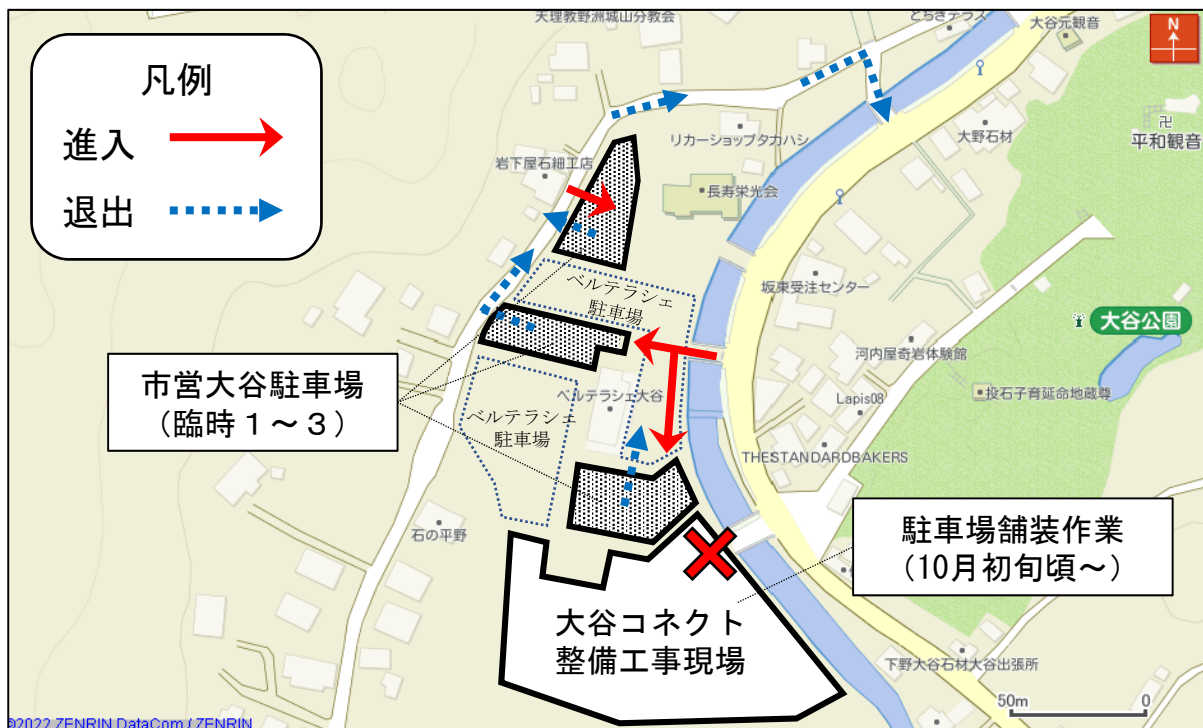 天理教野洲城山分教会
とちぎテラス
大谷元観音
N
凡例
進入
退出
リカーショップタカハシ
大野石材
卍
平和観音
岩下屋石細工店
長寿栄光会
ベルテラシェ
駐車場
坂東受注センター
大谷公園
河内屋奇岩体験館
市営大谷駐車場
(臨時1~3)
ベルテラシェ大谷
Lapis08
投石子育延命地蔵尊
ベルテラシェ
駐車場
THESTANDARDBAKERS
石の平野
駐車場舗装作業
(10月初旬頃~)
大谷コネクト
整備工事現場
下野大谷石材大谷出張所
50m 0
©2022 ZENRIN DataCom / ZENRIN